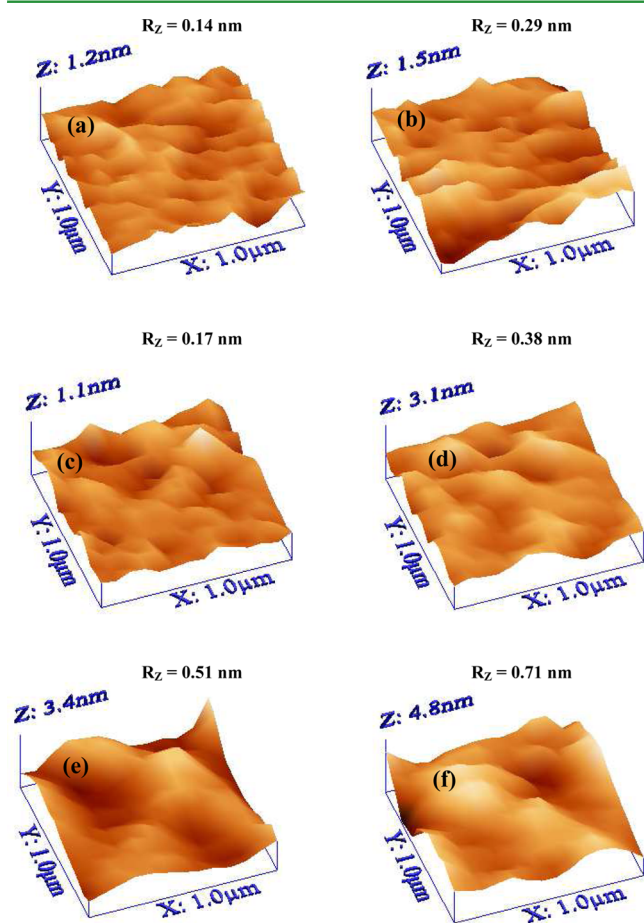 R_Z = 0.14 nm
R_Z = 0.29 nm
Z: 1.2nm
(a)
Y: 1.0μm
X: 1.0μm
Z: 1.5nm
(b)
Y: 1.0μm
X: 1.0μm
R_Z = 0.17 nm
R_Z = 0.38 nm
Z: 1.1nm
(c)
Y: 1.0μm
X: 1.0μm
Z: 3.1nm
(d)
Y: 1.0μm
X: 1.0μm
R_Z = 0.51 nm
R_Z = 0.71 nm
Z: 3.4nm
(e)
Y: 1.0μm
X: 1.0μm
Z: 4.8nm
(f)
Y: 1.0μm
X: 1.0μm